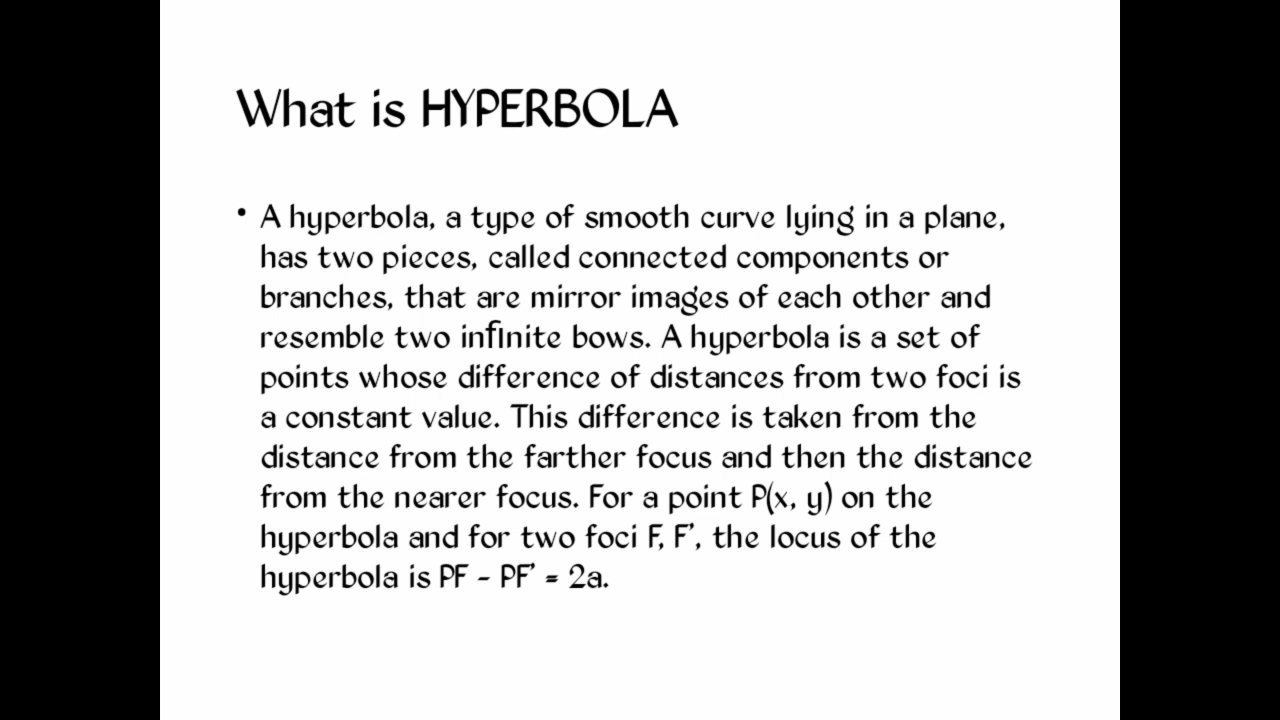 What is HYPERBOLA
• A hyperbola, a type of smooth curve lying in a plane,
has two pieces, called connected components or
branches, that are mirror images of each other and
resemble two infinite bows. A hyperbola is a set of
points whose difference of distances from two foci is
a constant value. This difference is taken from the
distance from the farther focus and then the distance
from the nearer focus. For a point P(x, y) on the
hyperbola and for two foci F, F’, the locus of the
hyperbola is PF - PF’ = 2a.